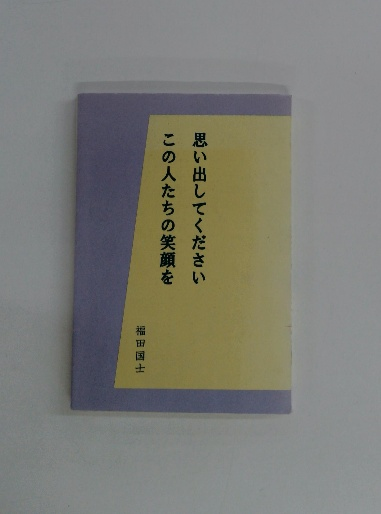 思い出してください
この人たちの笑顔を
福田国士